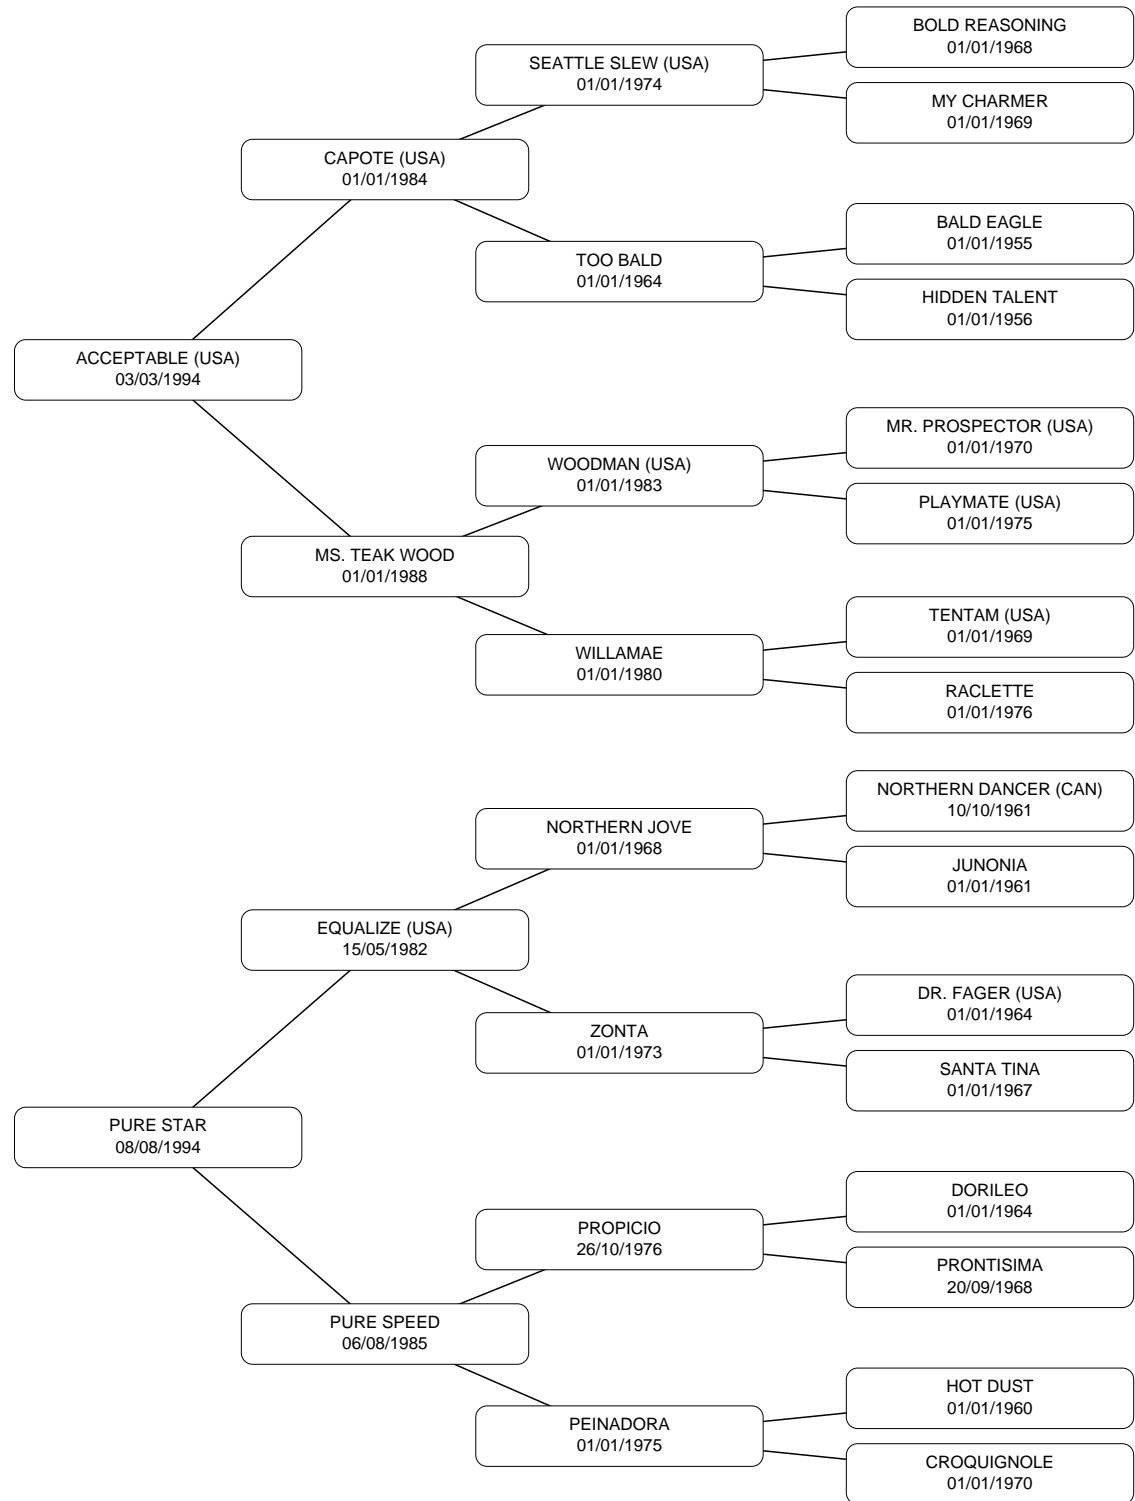 BOLD REASONING
01/01/1968
SEATTLE SLEW (USA)
01/01/1974
MY CHARMER
01/01/1969
CAPOTE (USA)
01/01/1984
BALD EAGLE
01/01/1955
TOO BALD
01/01/1964
HIDDEN TALENT
01/01/1956
ACCEPTABLE (USA)
03/03/1994
MR. PROSPECTOR (USA)
01/01/1970
WOODMAN (USA)
01/01/1983
PLAYMATE (USA)
01/01/1975
MS. TEAK WOOD
01/01/1988
TENTAM (USA)
01/01/1969
WILLAMAE
01/01/1980
RACLETTE
01/01/1976
NORTHERN DANCER (CAN)
10/10/1961
NORTHERN JOVE
01/01/1968
JUNONIA
01/01/1961
EQUALIZE (USA)
15/05/1982
DR. FAGER (USA)
01/01/1964
ZONTA
01/01/1973
SANTA TINA
01/01/1967
PURE STAR
08/08/1994
DORILEO
01/01/1964
PROPICIO
26/10/1976
PRONTISIMA
20/09/1968
PURE SPEED
06/08/1985
HOT DUST
01/01/1960
PEINADORA
01/01/1975
CROQUIGNOLE
01/01/1970